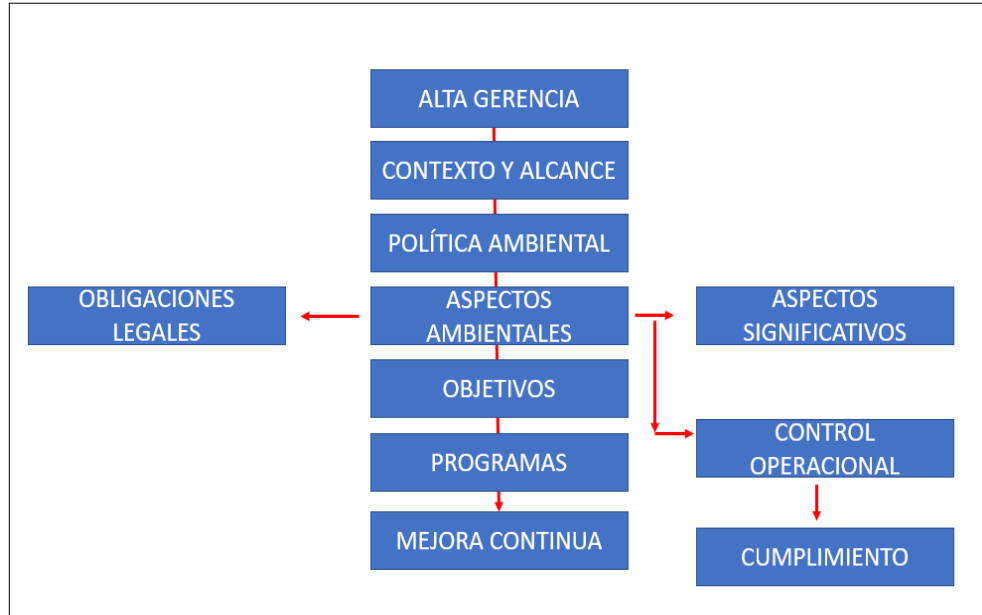 ALTA GERENCIA
CONTEXTO Y ALCANCE
POLÍTICA AMBIENTAL
OBLIGACIONES
LEGALES
ASPECTOS
AMBIENTALES
ASPECTOS
SIGNIFICATIVOS
OBJETIVOS
PROGRAMAS
CONTROL
OPERACIONAL
MEJORA CONTINUA
CUMPLIMIENTO